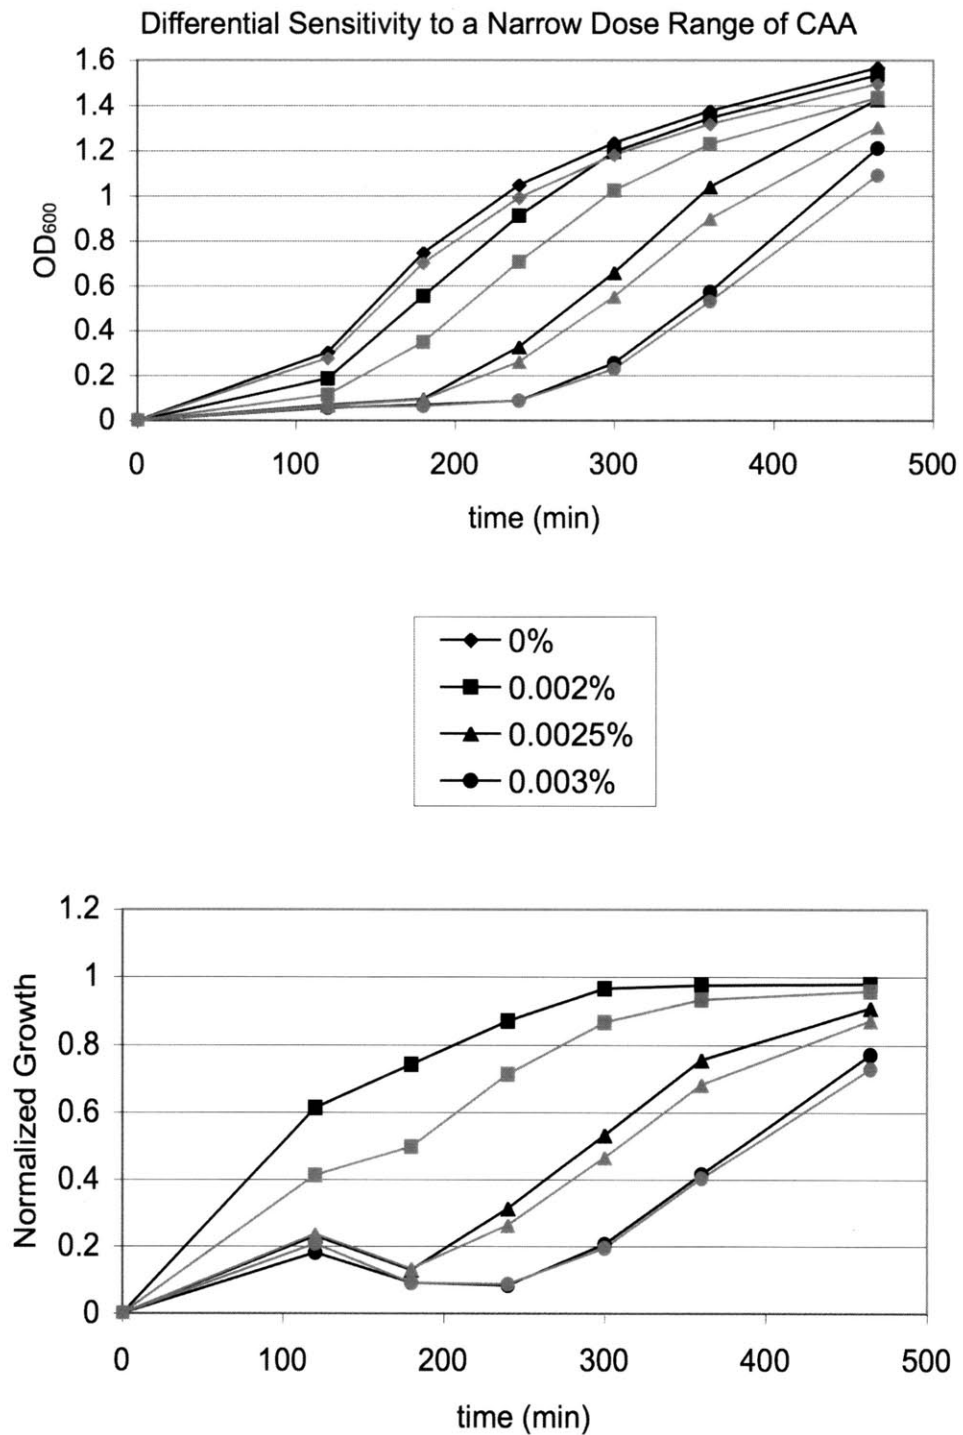 Differential Sensitivity to a Narrow Dose Range of CAA
1.6
1.4
1.2
1
0.8
0.6
0.4
0.2
0
OD600
0 100 200 300 400 500
time (min)
0%
0.002%
0.0025%
0.003%
1.2
1
0.8
0.6
0.4
0.2
0
Normalized Growth
0 100 200 300 400 500
time (min)